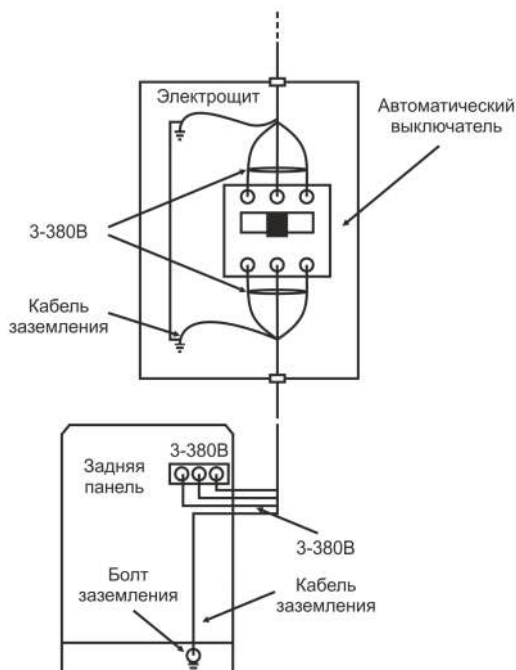 Электрощит
Автоматический
выключатель
3-380В
Кабель
заземления
3-380В
Задняя
панель
3-380В
Болт
заземления
Кабель
заземления